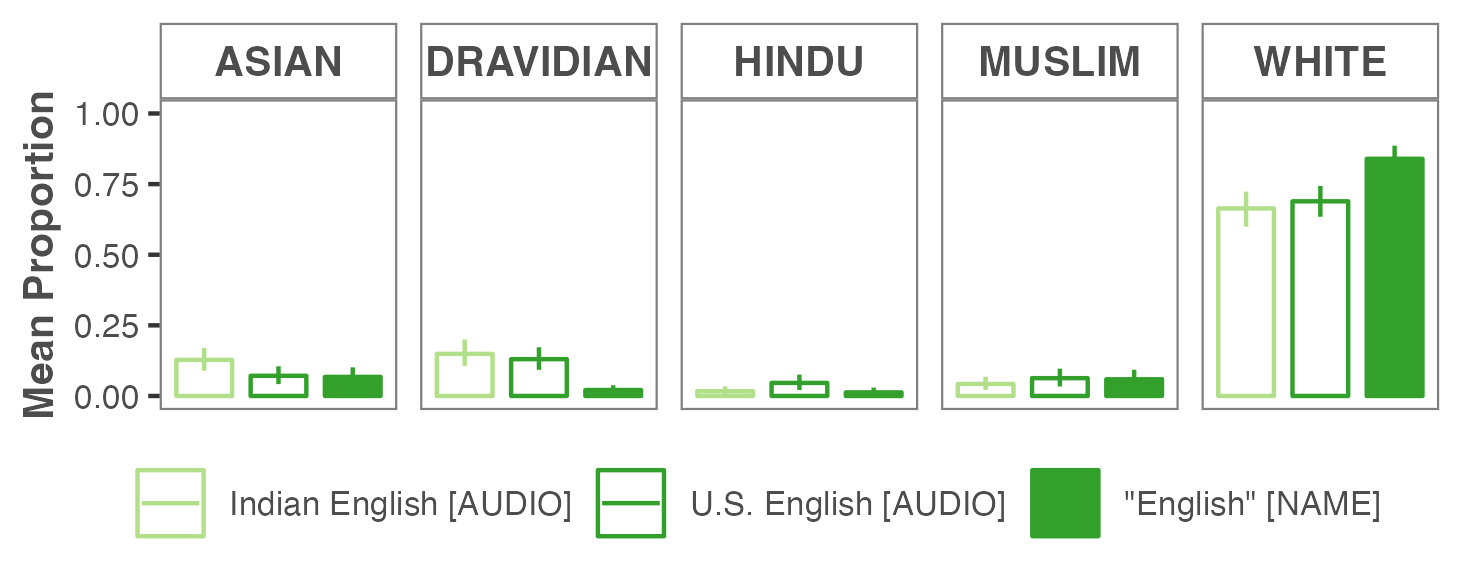 ASIAN DRAVIDIAN HINDU MUSLIM WHITE
Mean Proportion
1.00
0.75
0.50
0.25
0.00
Indian English [AUDIO] U.S. English [AUDIO] "English" [NAME]